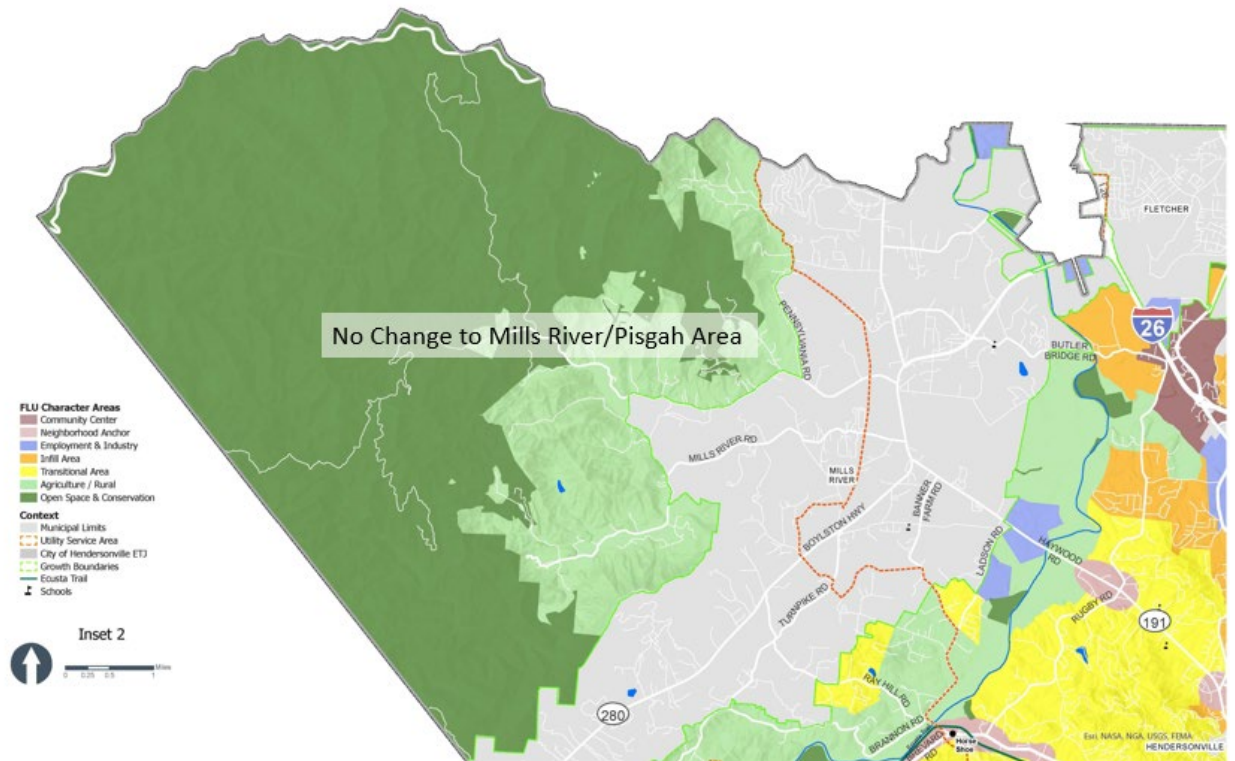 FLETCHER
26
BUTLER
BRIDGE RD
PENNSYLVANIA RD
No Change to Mills River/Pisgah Area
MILLS RIVER RD
MILLS
RIVER
BANNER
FARM RD
BOYLSTON HWY
LADSON RD
HAYWOOD
RD
TURNPIKE RD
RUGBY RD
191
RAY HILL RD
280
BRANNON RD
BREVARD
RD
Horse
Shoe
Esri, NASA, NGA, USGS, FEMA
HENDERSONVILLE
FLU Character Areas
Community Center
Neighborhood Anchor
Employment & Industry
Infill Area
Transitional Area
Agriculture / Rural
Open Space & Conservation
Context
Municipal Limits
Utility Service Area
City of Hendersonville ETJ
Growth Boundaries
Ecusta Trail
Schools
Inset 2
Miles
0 0.25 0.5 1